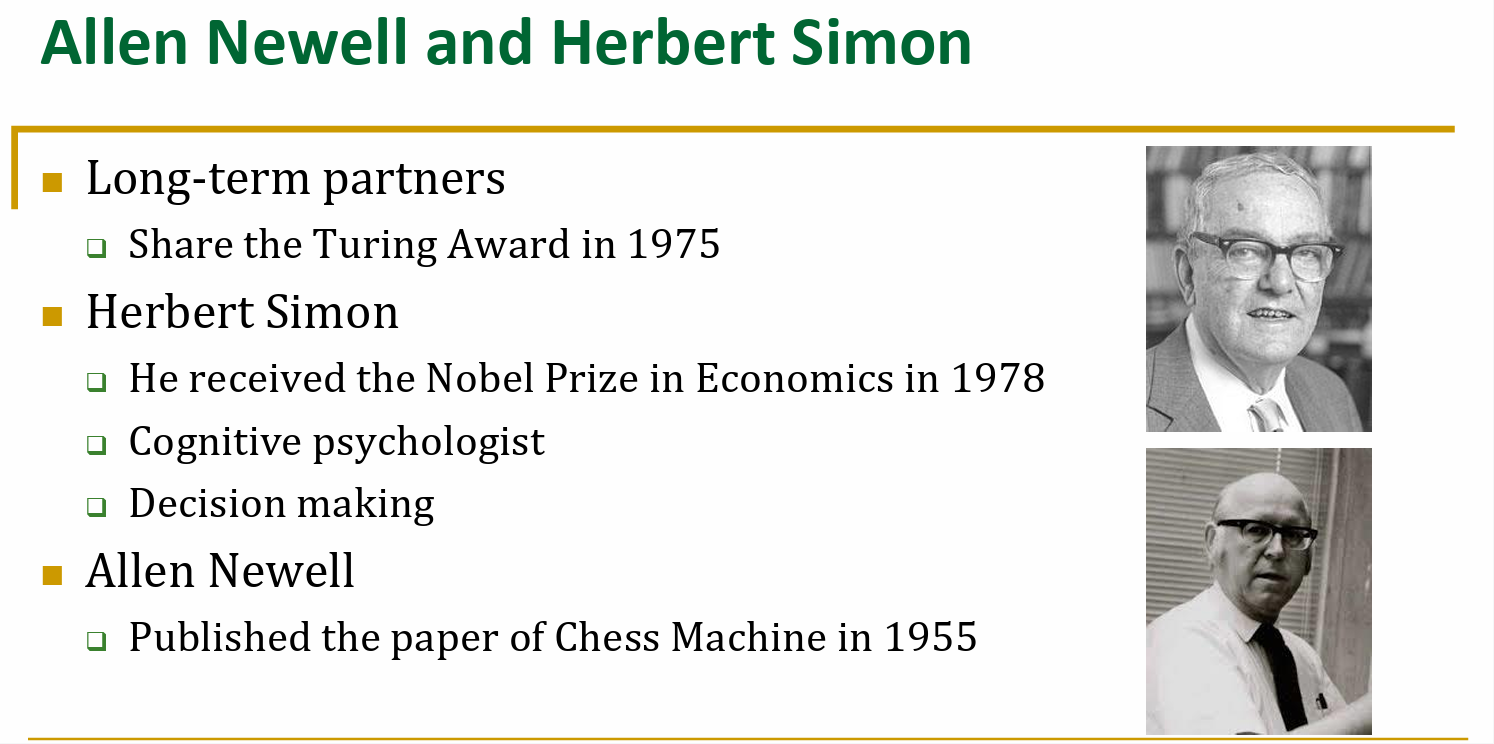 Allen Newell and Herbert Simon
Long-term partners
Share the Turing Award in 1975
Herbert Simon
He received the Nobel Prize in Economics in 1978
Cognitive psychologist
Decision making
Allen Newell
Published the paper of Chess Machine in 1955